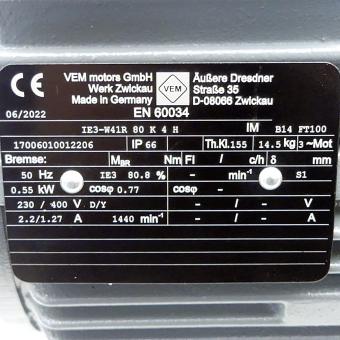 CE VEM motors GmbH VEM Äußere Dresdner
Werk Zwickau Straße 35
06/2022 Made in Germany D-08066 Zwickau
EN 60034
IE3-W41R 80 K 4 H IM B14 FT100
17006010012206 IP 66 Th.Kl.155 14.5 kg 3 ~Mot
Bremse: MBR Nm FI / c/h δ mm
50 Hz IE3 80.8 % - min⁻¹ S1
0.55 kW cosφ 0.77 cosφ -
230 / 400 V D/Y - / - V
2.2/1.27 A 1440 min⁻¹ - / - A